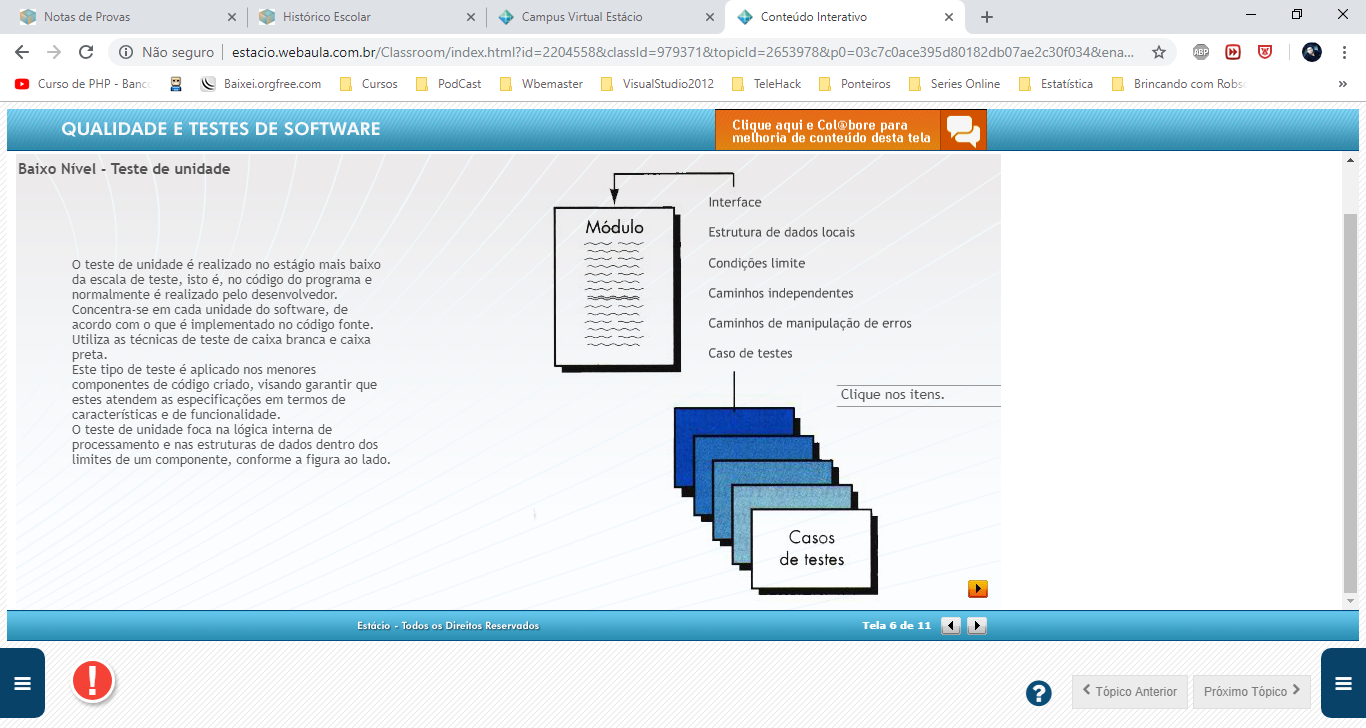 Notas de Provas
Histórico Escolar
Campus Virtual Estácio
Conteúdo Interativo
Não seguro
estacio.webaula.com.br/Classroom/index.html?id=2204558&classId=979371&topicId=2653978&p0=03c7c0ace395d80182db07ae2c30f034&ena...
ABP
Curso de PHP - Banc
Baixei.orgfree.com
Cursos
PodCast
Wbemaster
VisualStudio2012
TeleHack
Ponteiros
Series Online
Estatística
Brincando com Robs
»
QUALIDADE E TESTES DE SOFTWARE
Clique aqui e Col@bore para
melhoria de conteúdo desta tela
Baixo Nível - Teste de unidade
O teste de unidade é realizado no estágio mais baixo
da escala de teste, isto é, no código do programa e
normalmente é realizado pelo desenvolvedor.
Concentra-se em cada unidade do software, de
acordo com o que é implementado no código fonte.
Utiliza as técnicas de teste de caixa branca e caixa
preta.
Este tipo de teste é aplicado nos menores
componentes de código criado, visando garantir que
estes atendem as especificações em termos de
características e de funcionalidade.
O teste de unidade foca na lógica interna de
processamento e nas estruturas de dados dentro dos
limites de um componente, conforme a figura ao lado.
Módulo
Interface
Estrutura de dados locais
Condições limite
Caminhos independentes
Caminhos de manipulação de erros
Caso de testes
Clique nos itens.
Casos
de testes
Estácio - Todos os Direitos Reservados
Tela 6 de 11
!
?
Tópico Anterior
Próximo Tópico